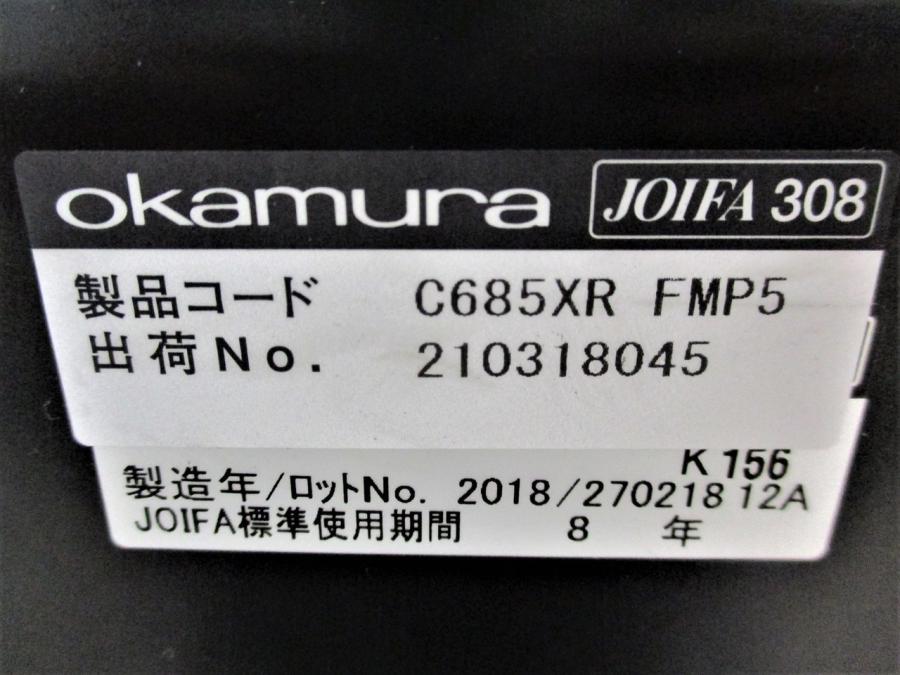 okamura JOIFA 308
製品コード C685XR FMP5
出荷No. 210318045
K 156
製造年/ロットNo. 2018/270218 12A
JOIFA標準使用期間 8 年